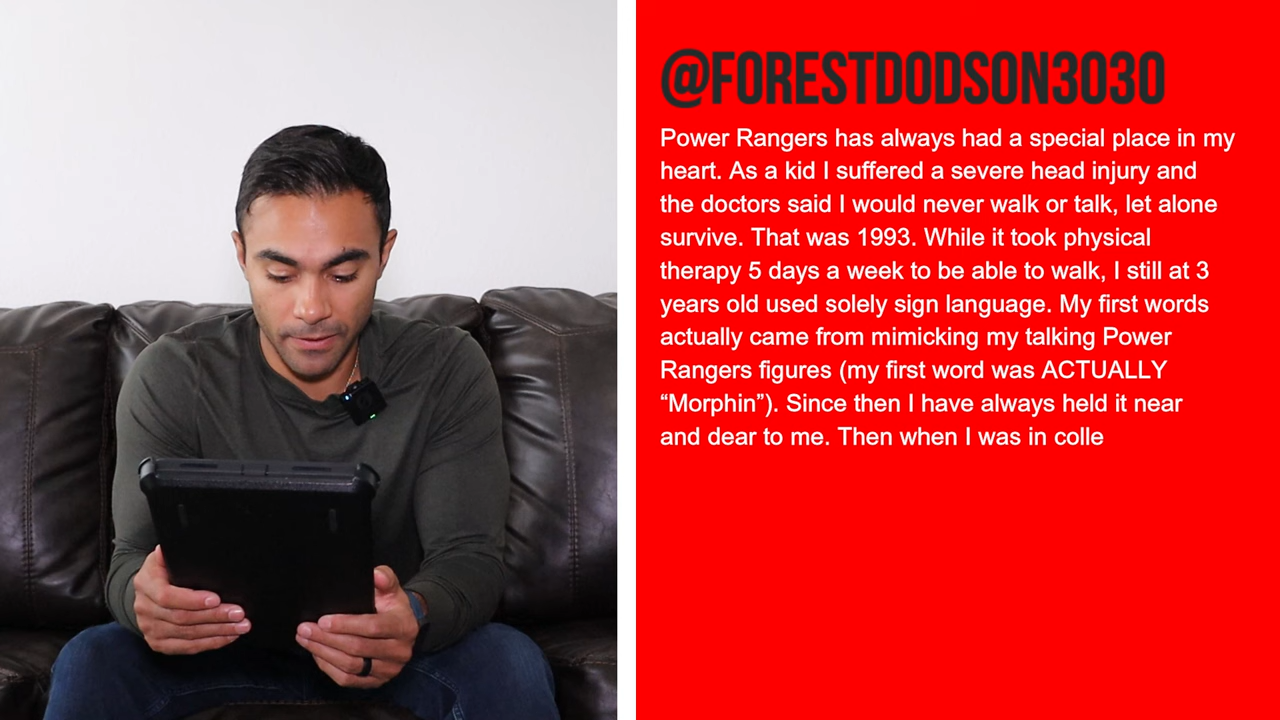 @FORESTDODSON3030
Power Rangers has always had a special place in my
heart. As a kid I suffered a severe head injury and
the doctors said I would never walk or talk, let alone
survive. That was 1993. While it took physical
therapy 5 days a week to be able to walk, I still at 3
years old used solely sign language. My first words
actually came from mimicking my talking Power
Rangers figures (my first word was ACTUALLY
“Morphin”). Since then I have always held it near
and dear to me. Then when I was in colle